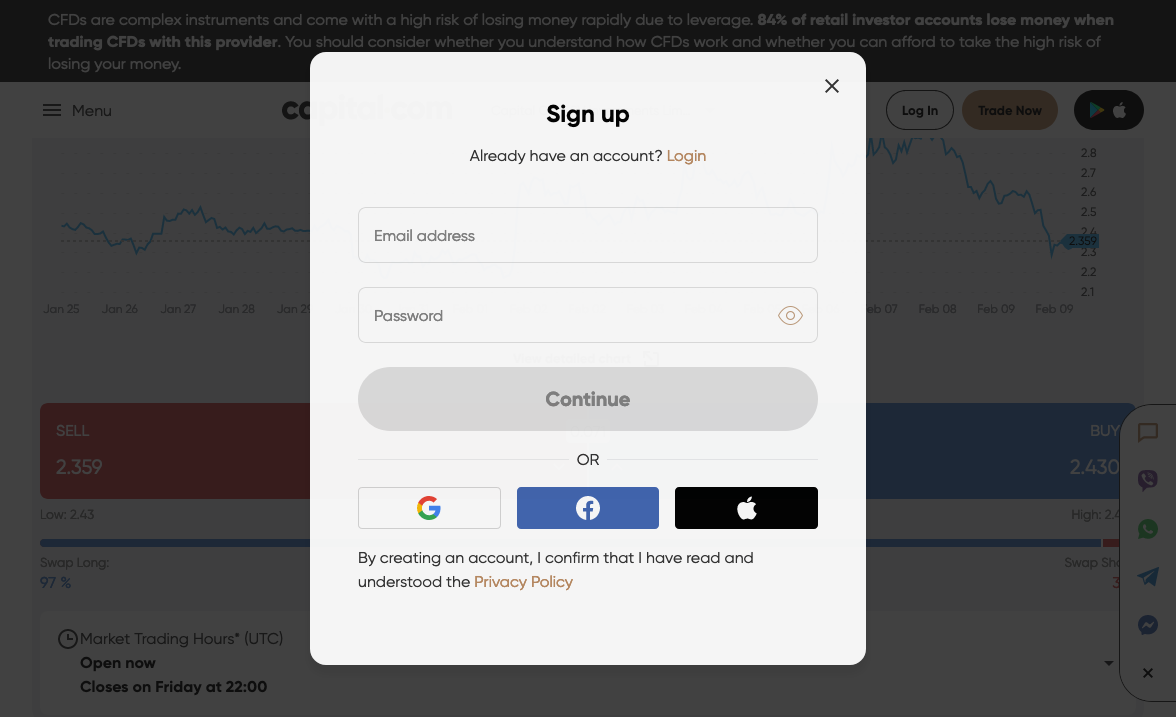 CFDs are complex instruments and come with a high risk of losing money rapidly due to leverage. 84% of retail investor accounts lose money when
trading CFDs with this provider. You should consider whether you understand how CFDs work and whether you can afford to take the high risk of
losing your money.
Menu
capital.com
Log In
Trade Now
Sign up
Already have an account? Login
Email address
Password
Continue
OR
By creating an account, I confirm that I have read and
understood the Privacy Policy
2.8
2.7
2.6
2.5
2.4
2.359
2.3
2.2
2.1
Jan 25
Jan 26
Jan 27
Jan 28
Jan 29
Feb 08
Feb 09
Feb 09
SELL
2.359
BUY
2.430
Low: 2.43
High: 2.4
Swap Long:
97 %
Swap Sho
3
Market Trading Hours* (UTC)
Open now
Closes on Friday at 22:00